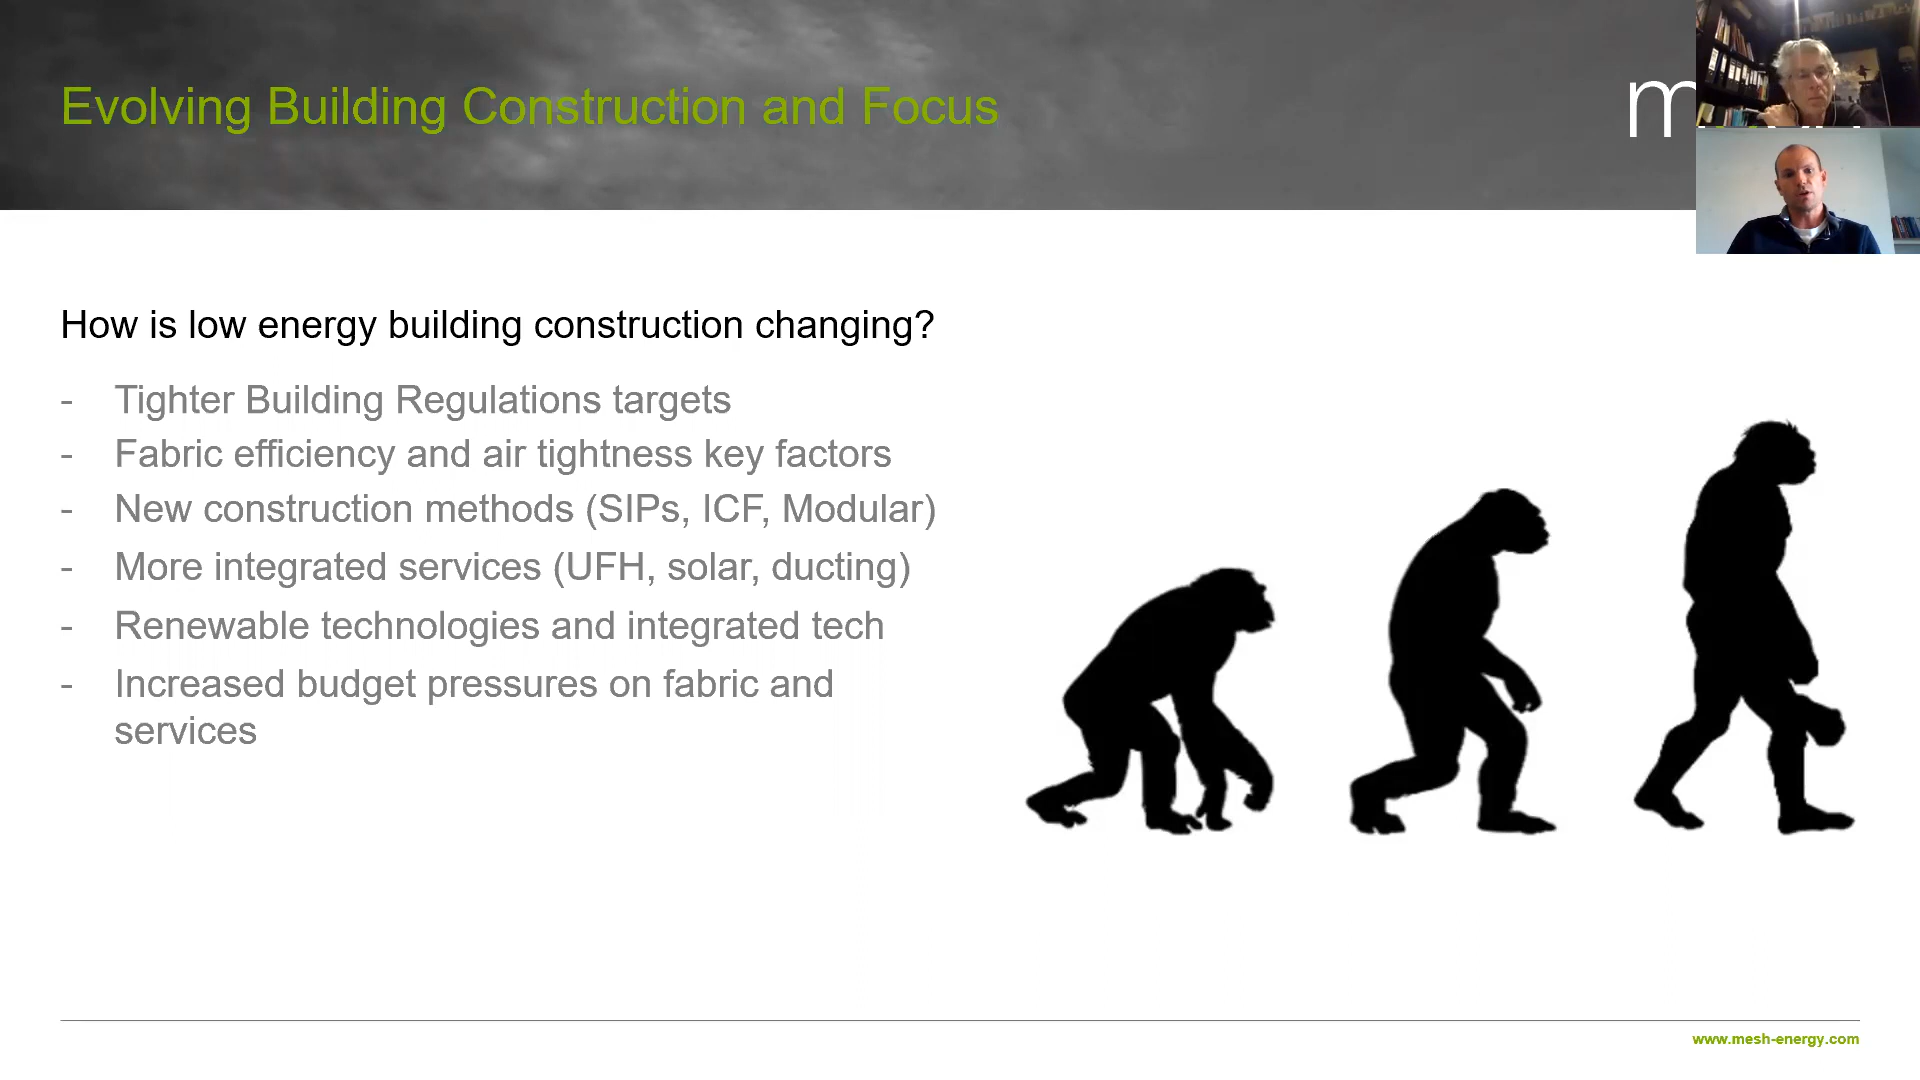 Evolving Building Construction and Focus
m
How is low energy building construction changing?
- Tighter Building Regulations targets
- Fabric efficiency and air tightness key factors
- New construction methods (SIPs, ICF, Modular)
- More integrated services (UFH, solar, ducting)
- Renewable technologies and integrated tech
- Increased budget pressures on fabric and
services
www.mesh-energy.com